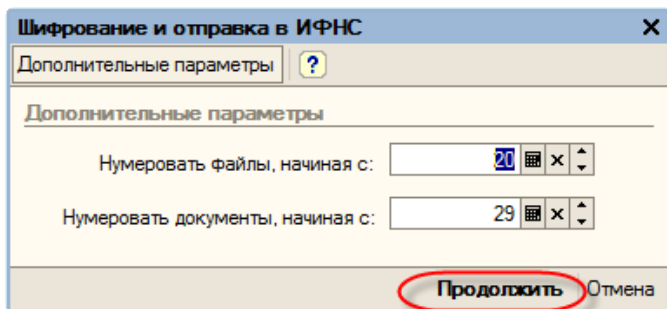 Шифрование и отправка в ИФНС
Дополнительные параметры ?
Дополнительные параметры
Нумеровать файлы, начиная с: 20
Нумеровать документы, начиная с: 29
Продолжить Отмена